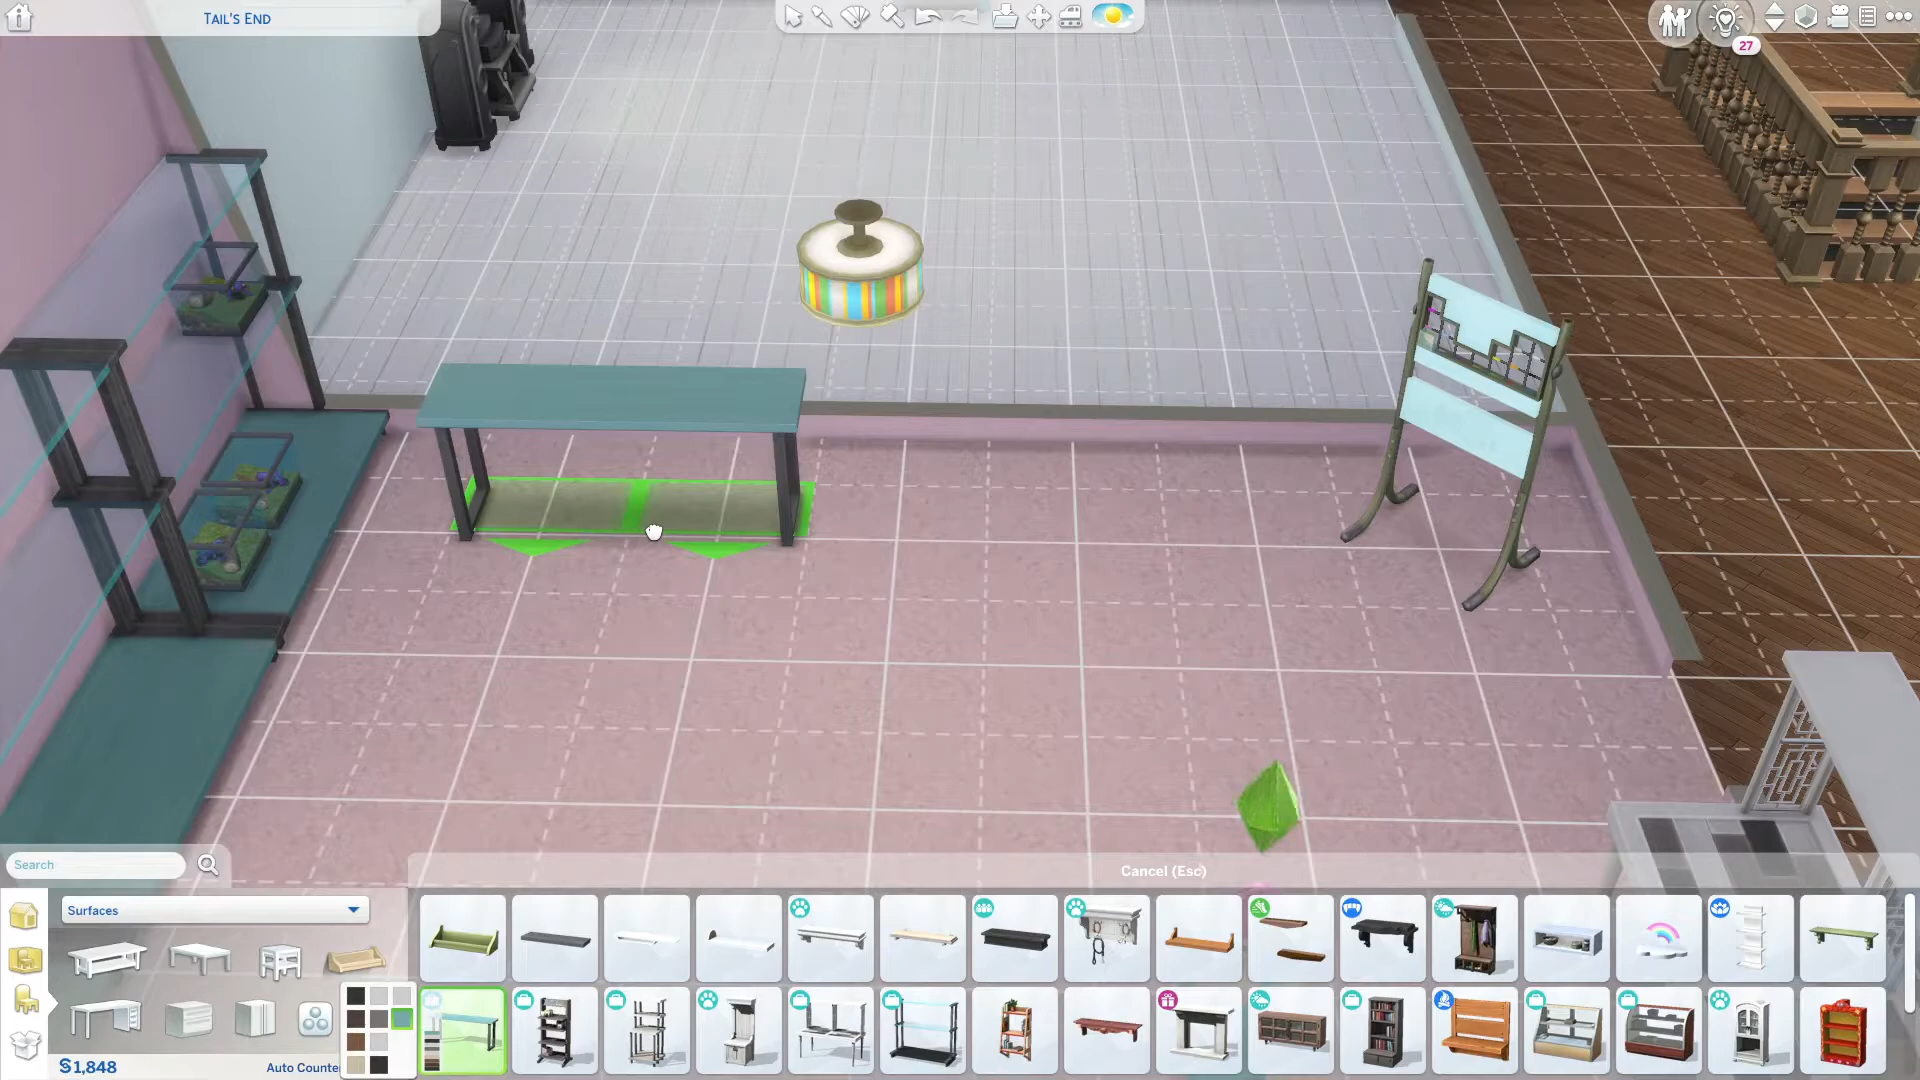 TAIL'S END
27
Cancel (Esc)
Search
Surfaces
§1,848
Auto Counte